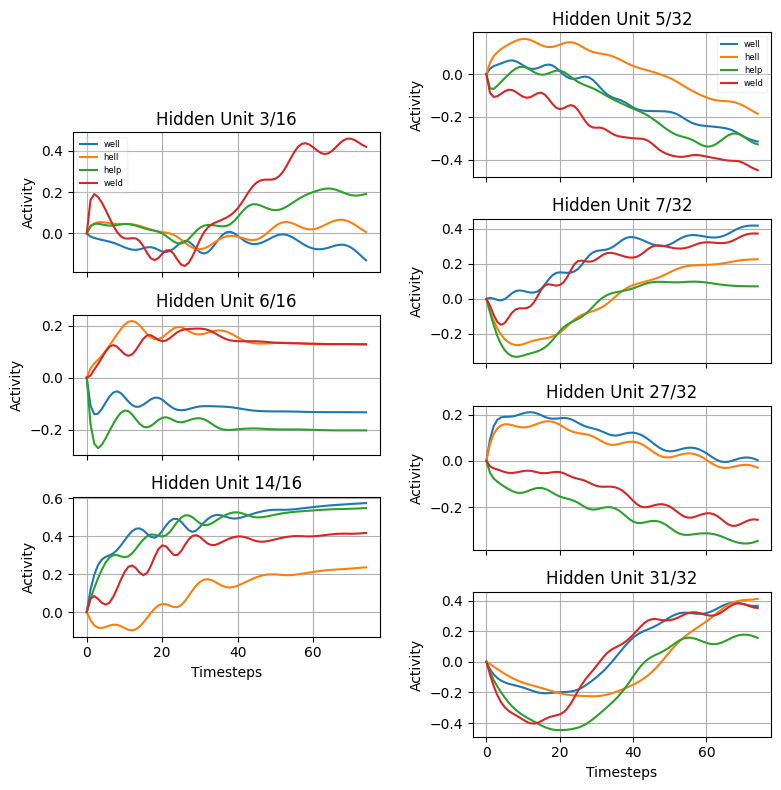 Hidden Unit 3/16
well
hell
help
weld
0.4
0.2
0.0
Activity
Hidden Unit 6/16
0.2
0.0
−0.2
Activity
Hidden Unit 14/16
0.6
0.4
0.2
0.0
Activity
0
20
40
60
Timesteps
Hidden Unit 5/32
well
hell
help
weld
0.0
−0.2
−0.4
Activity
Hidden Unit 7/32
0.4
0.2
0.0
−0.2
Activity
Hidden Unit 27/32
0.2
0.0
−0.2
Activity
Hidden Unit 31/32
0.4
0.2
0.0
−0.2
−0.4
Activity
0
20
40
60
Timesteps